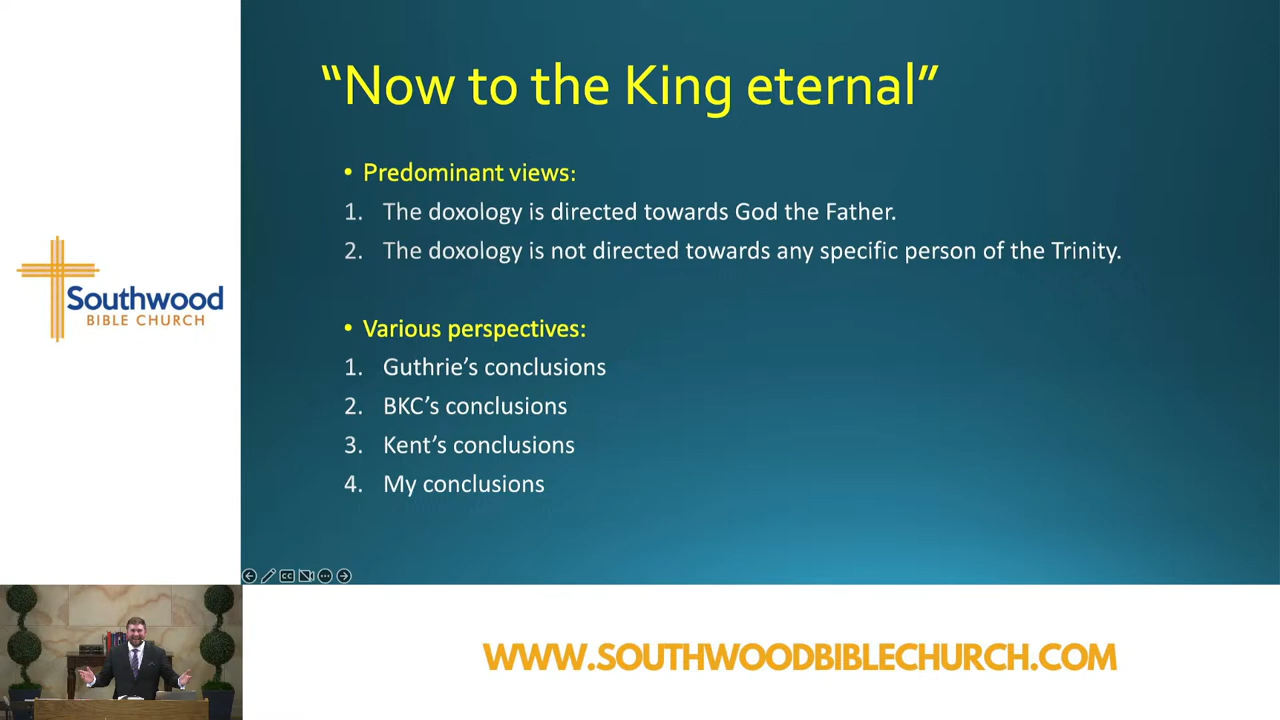 “Now to the King eternal”
• Predominant views:
1. The doxology is directed towards God the Father.
2. The doxology is not directed towards any specific person of the Trinity.
• Various perspectives:
1. Guthrie’s conclusions
2. BKC’s conclusions
3. Kent’s conclusions
4. My conclusions
Southwood
BIBLE CHURCH
CC
WWW.SOUTHWOODBIBLECHURCH.COM